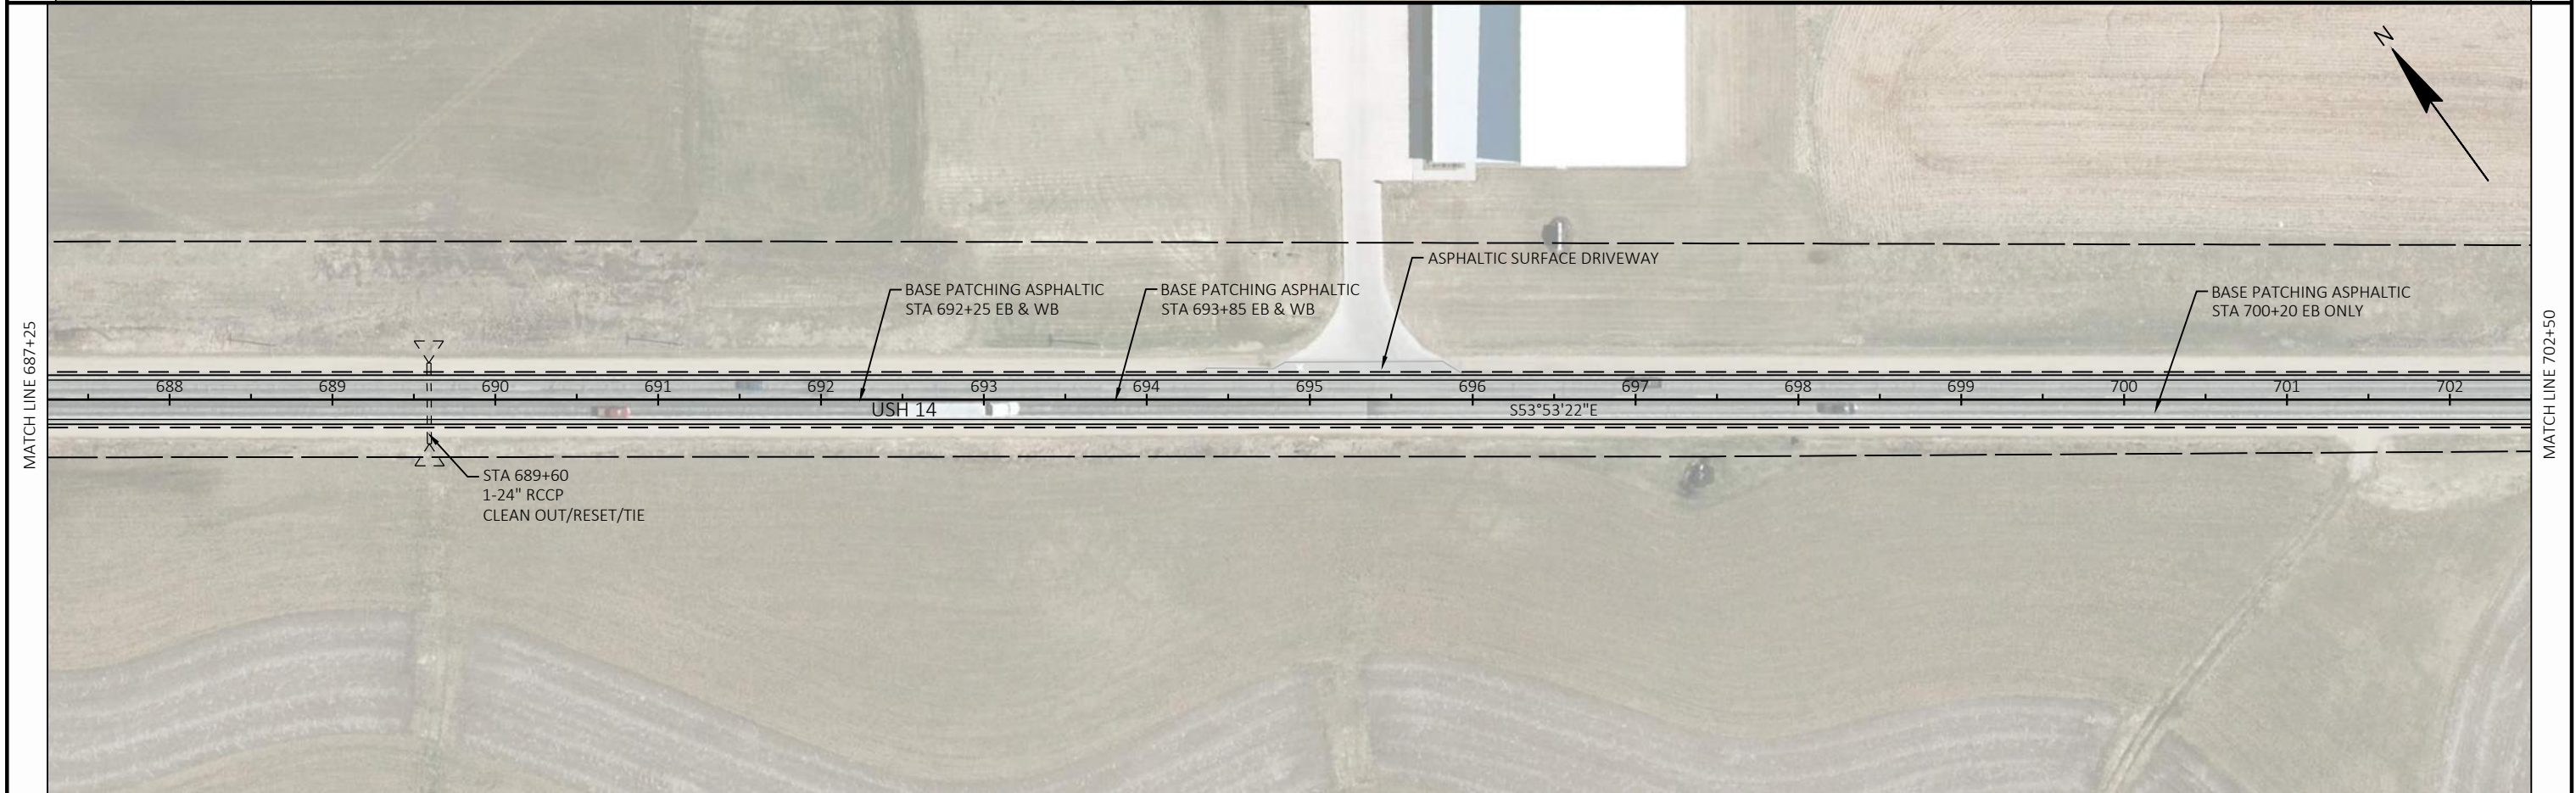 N
MATCH LINE 687+25
MATCH LINE 702+50
ASPHALTIC SURFACE DRIVEWAY
BASE PATCHING ASPHALTIC
STA 692+25 EB & WB
BASE PATCHING ASPHALTIC
STA 693+85 EB & WB
BASE PATCHING ASPHALTIC
STA 700+20 EB ONLY
688 689 690 691 692 693 694 695 696 697 698 699 700 701 702
USH 14
S53°53'22"E
STA 689+60
1-24" RCCP
CLEAN OUT/RESET/TIE